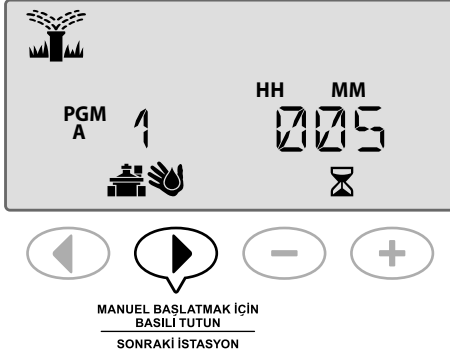 HH MM
PGM
A 1 005
MANUEL BAŞLATMAK İÇİN
BASILI TUTUN
SONRAKİ İSTASYON